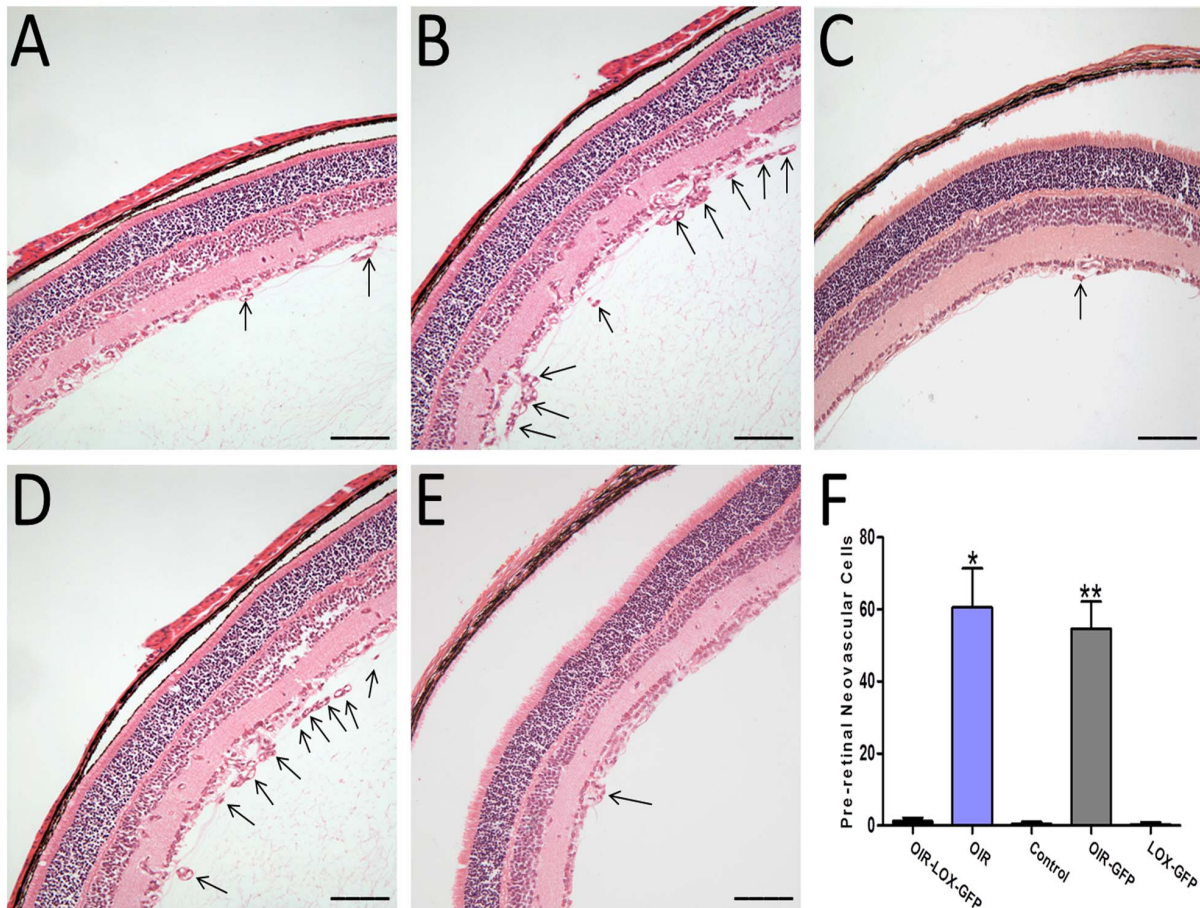 A
B
C
D
E
F
Pre-retinal Neovascular Cells
80
60
40
20
0
*
**
OIR-LOX-GFP
OIR
Control
OIR-GFP
LOX-GFP